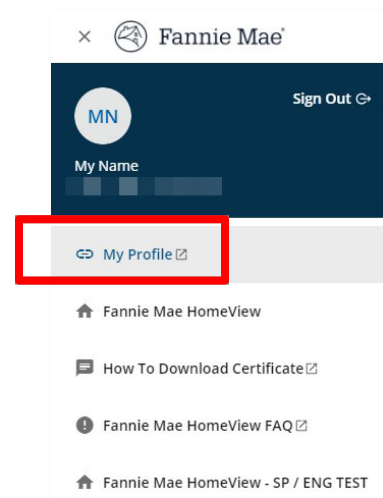 Fannie Mae®
Sign Out
MN
My Name
My Profile
Fannie Mae HomeView
How To Download Certificate
Fannie Mae HomeView FAQ
Fannie Mae HomeView - SP / ENG TEST